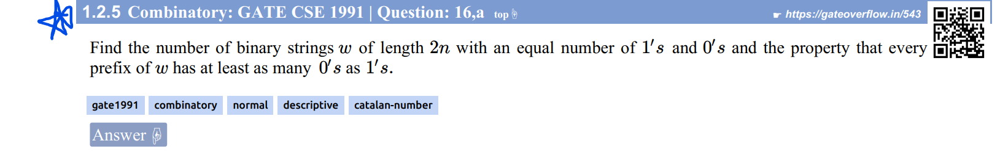 1.2.5 Combinatory: GATE CSE 1991 | Question: 16,a top ☟ ☛ https://gateoverflow.in/543
Find the number of binary strings w of length 2n with an equal number of 1's and 0's and the property that every
prefix of w has at least as many 0's as 1's.
gate1991 combinatory normal descriptive catalan-number
Answer ☟